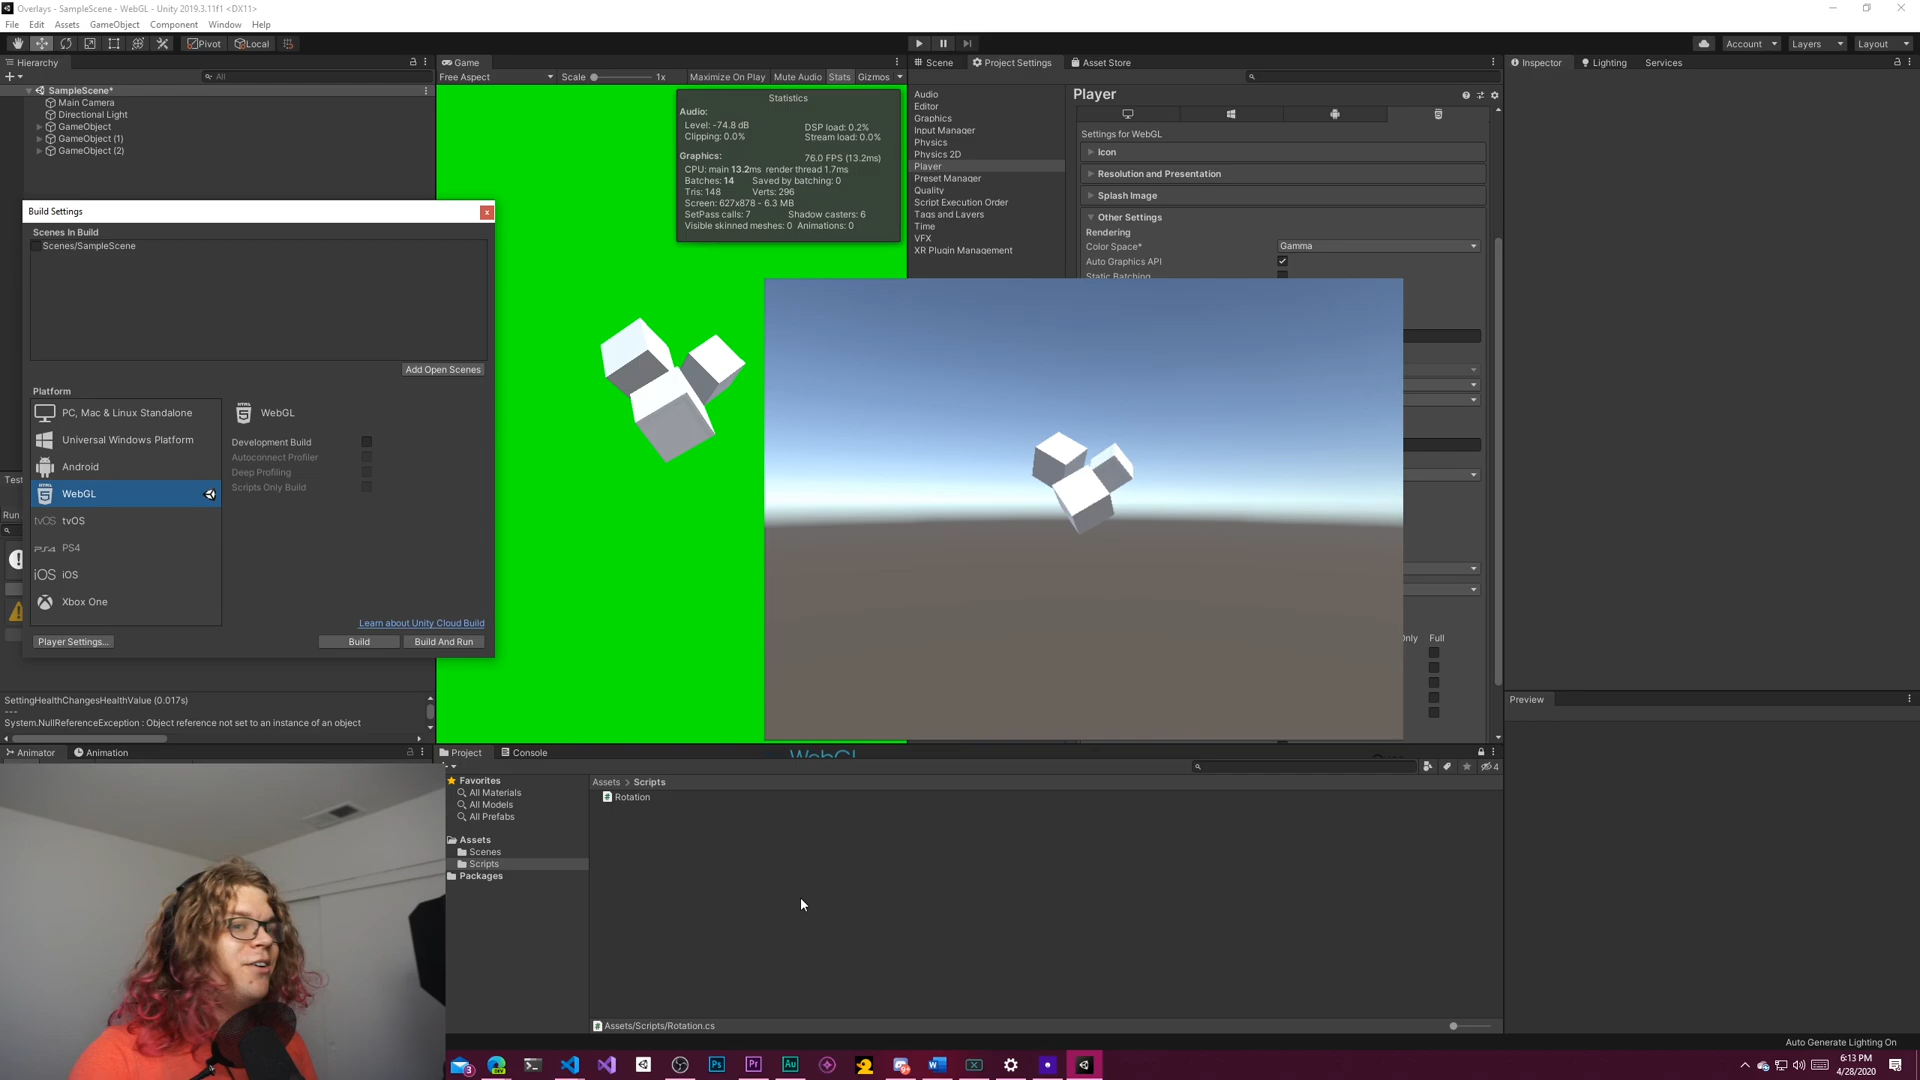 Overlays - SampleScene - WebGL - Unity 2019.3.11f1 <DX11>
File Edit Assets GameObject Component Window Help
Pivot Local Account Layers Layout
Hierarchy
All
SampleScene*
Main Camera
Directional Light
GameObject
GameObject (1)
GameObject (2)
Game
Free Aspect Scale 1x Maximize On Play Mute Audio Stats Gizmos
Statistics
Audio:
Level: -74.8 dB DSP load: 0.2%
Clipping: 0.0% Stream load: 0.0%
Graphics: 76.0 FPS (13.2ms)
CPU: main 13.2ms render thread 1.7ms
Batches: 14 Saved by batching: 0
Tris: 148 Verts: 296
Screen: 627x878 - 6.3 MB
SetPass calls: 7 Shadow casters: 6
Visible skinned meshes: 0 Animations: 0
Scene Project Settings Asset Store
Audio
Editor
Graphics
Input Manager
Physics
Physics 2D
Player
Preset Manager
Quality
Script Execution Order
Tags and Layers
Time
VFX
XR Plugin Management
Player
Settings for WebGL
Icon
Resolution and Presentation
Splash Image
Other Settings
Rendering
Color Space* Gamma
Auto Graphics API
Static Batching
Full
Inspector Lighting Services
Preview
Build Settings
x
Scenes In Build
Scenes/SampleScene
Add Open Scenes
Platform
PC, Mac & Linux Standalone
Universal Windows Platform
Android
WebGL
tvOS tvOS
PS4
iOS iOS
Xbox One
WebGL
Development Build
Autoconnect Profiler
Deep Profiling
Scripts Only Build
Learn about Unity Cloud Build
Player Settings... Build Build And Run
Test
Run
SettingHealthChangesHealthValue (0.017s)
---
System.NullReferenceException : Object reference not set to an instance of an object
Animator Animation
Project Console
4
Favorites
All Materials
All Models
All Prefabs
Assets
Scenes
Scripts
Packages
Assets > Scripts
Rotation
Assets/Scripts/Rotation.cs
Auto Generate Lighting On
Ps Pr Au
6:13 PM
4/28/2020